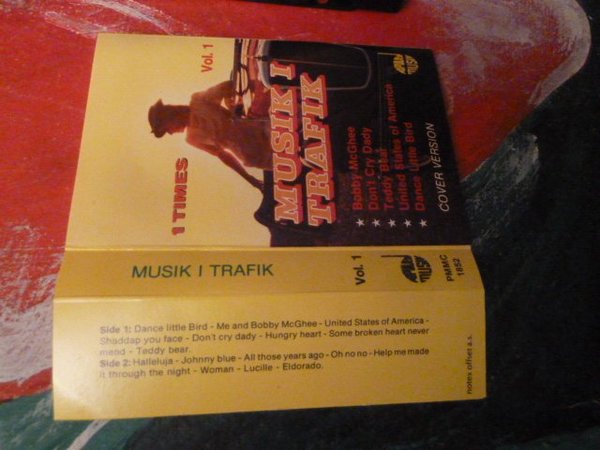 Vol. 1
1 TIMES
MUSIK I
TRAFIK
★ Bobby McGhee
★ Don't Cry Dady
★ Teddy Bear
★ United States of America
★ Dance Little Bird
COVER VERSION
MUSIK I TRAFIK
Vol. 1
PMMC
1852
Side 1: Dance little Bird - Me and Bobby McGhee - United States of America -
Shaddap you face - Don't cry dady - Hungry heart - Some broken heart never
mend - Taddy bear.
Side 2: Halleluja - Johnny blue - All those years ago - Oh no no - Help me made
it through the night - Woman - Lucille - Eldorado.
notex offset a.s.